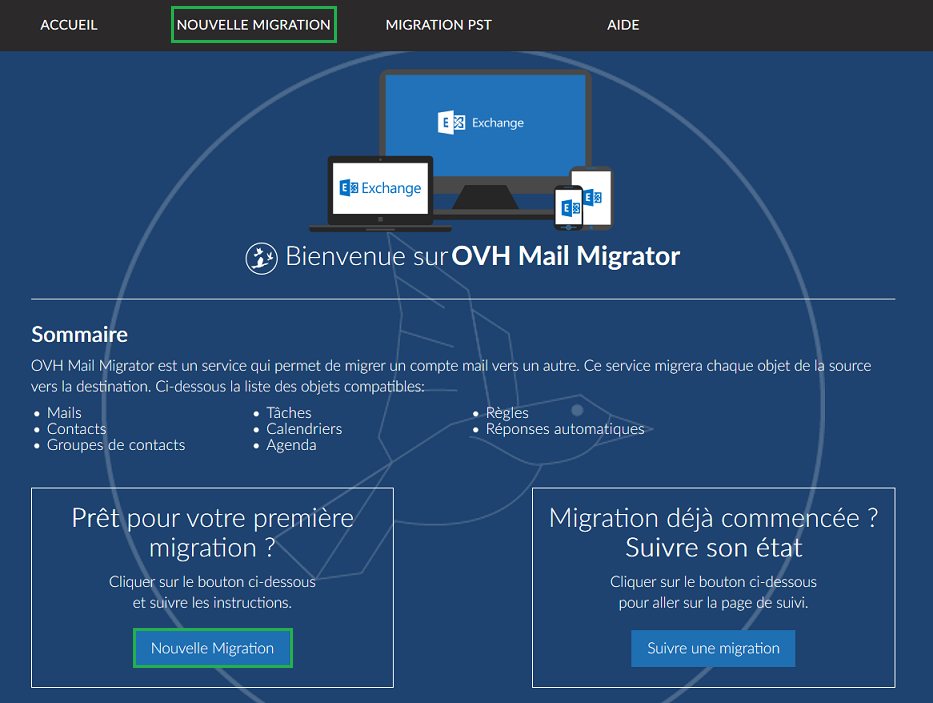 ACCUEIL NOUVELLE MIGRATION MIGRATION PST AIDE
E Exchange
E Exchange
E
E
Bienvenue sur OVH Mail Migrator
Sommaire
OVH Mail Migrator est un service qui permet de migrer un compte mail vers un autre. Ce service migrera chaque objet de la source
vers la destination. Ci-dessous la liste des objets compatibles:
• Mails
• Contacts
• Groupes de contacts
• Tâches
• Calendriers
• Agenda
• Règles
• Réponses automatiques
Prêt pour votre première
migration ?
Cliquer sur le bouton ci-dessous
et suivre les instructions.
Nouvelle Migration
Migration déjà commencée ?
Suivre son état
Cliquer sur le bouton ci-dessous
pour aller sur la page de suivi.
Suivre une migration